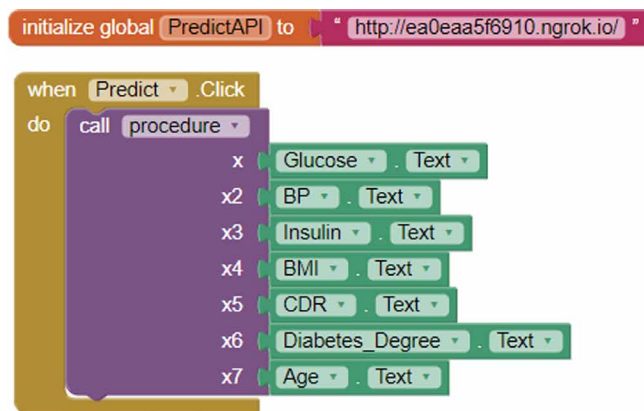 initialize global PredictAPI to " http://ea0eaa5f6910.ngrok.io/ "
when Predict .Click
do call procedure
x Glucose . Text
x2 BP . Text
x3 Insulin . Text
x4 BMI . Text
x5 CDR . Text
x6 Diabetes_Degree . Text
x7 Age . Text